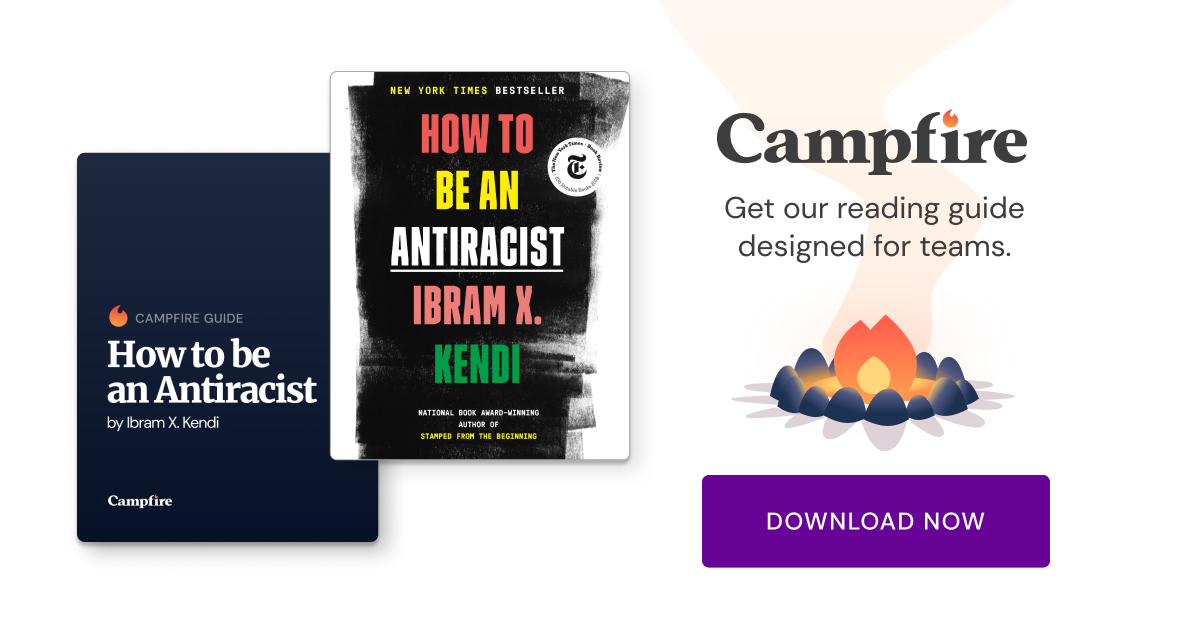 CAMPFIRE GUIDE
How to be
an Antiracist
by Ibram X. Kendi
Campfire
NEW YORK TIMES BESTSELLER
HOW TO
BE AN
ANTIRACIST
IBRAM X.
KENDI
The New York Times Book Review
100 Notable Books 2019
NATIONAL BOOK AWARD-WINNING
AUTHOR OF
STAMPED FROM THE BEGINNING
Campfire
Get our reading guide
designed for teams.
DOWNLOAD NOW